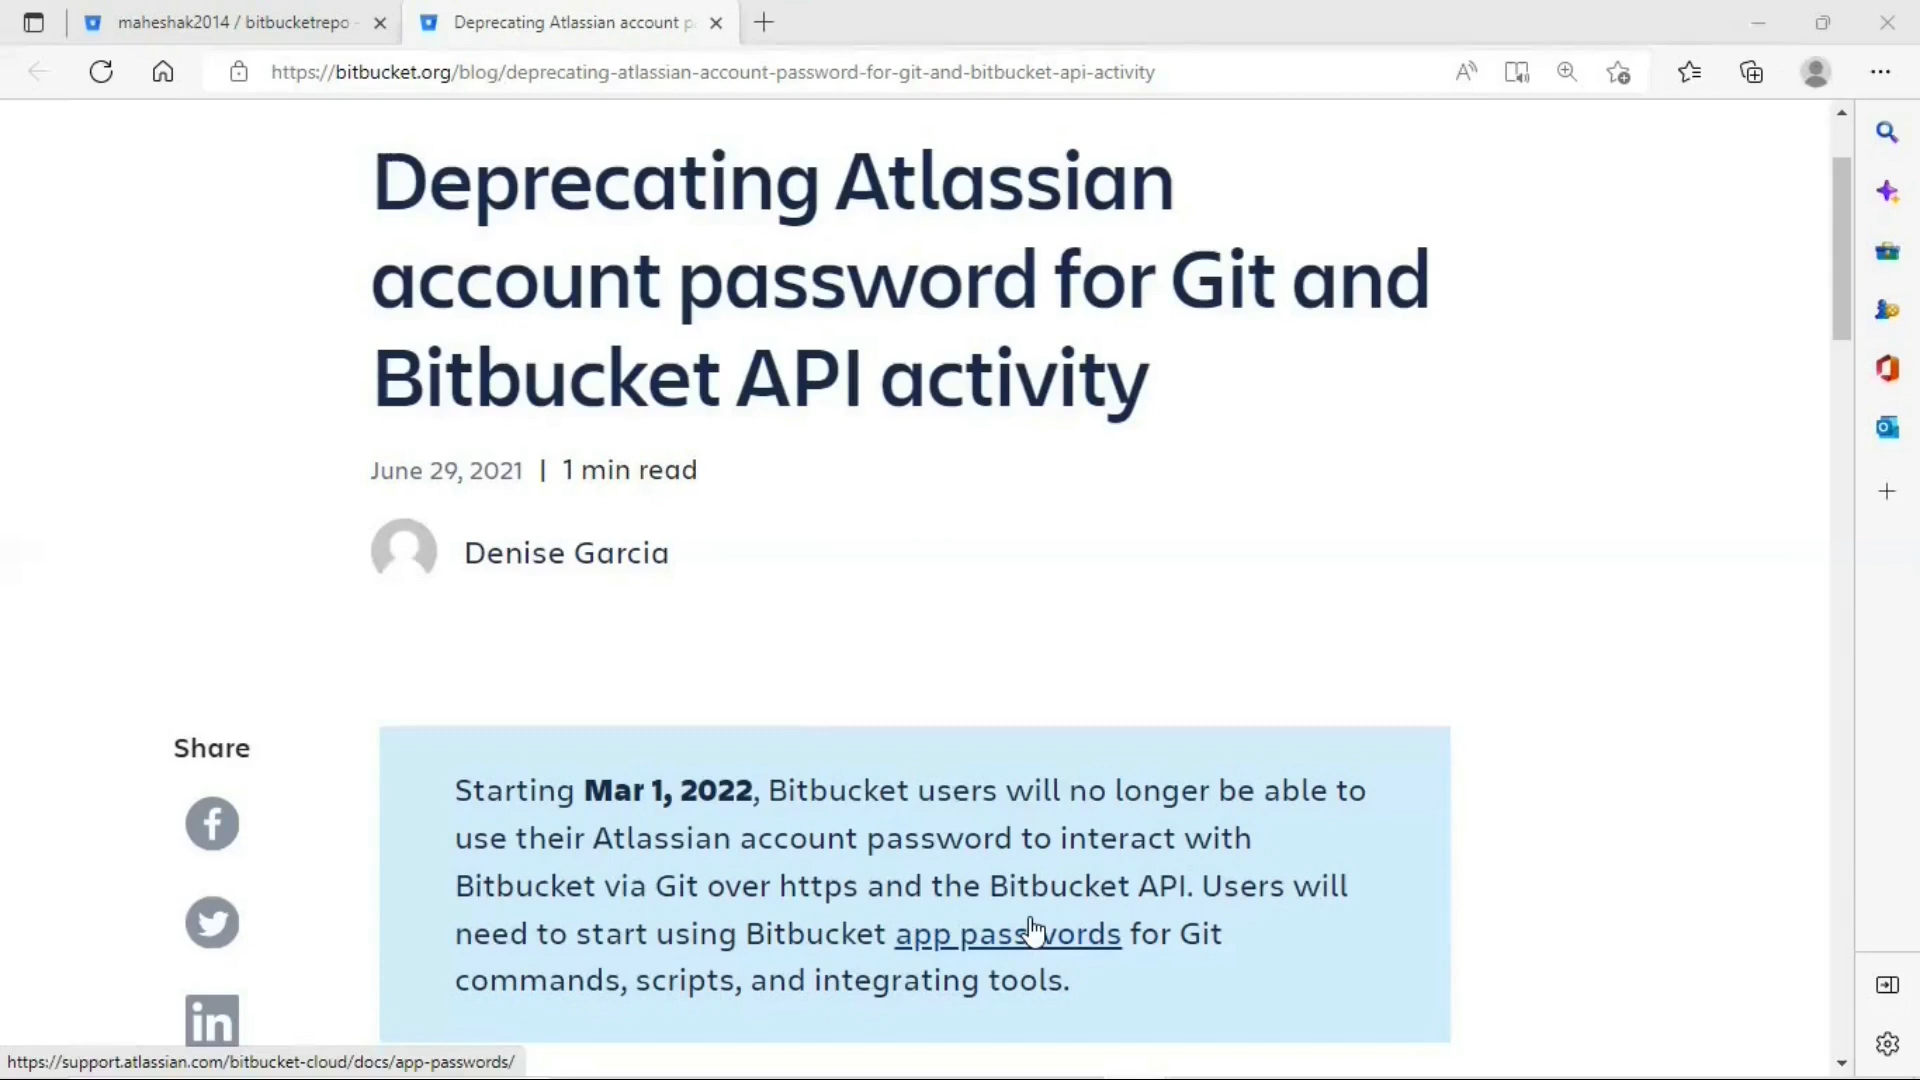 maheshak2014 / bitbucketrepo -
Deprecating Atlassian account p
https://bitbucket.org/blog/deprecating-atlassian-account-password-for-git-and-bitbucket-api-activity
Deprecating Atlassian
account password for Git and
Bitbucket API activity
June 29, 2021 | 1 min read
Denise Garcia
Share
Starting Mar 1, 2022, Bitbucket users will no longer be able to
use their Atlassian account password to interact with
Bitbucket via Git over https and the Bitbucket API. Users will
need to start using Bitbucket app passwords for Git
commands, scripts, and integrating tools.
https://support.atlassian.com/bitbucket-cloud/docs/app-passwords/